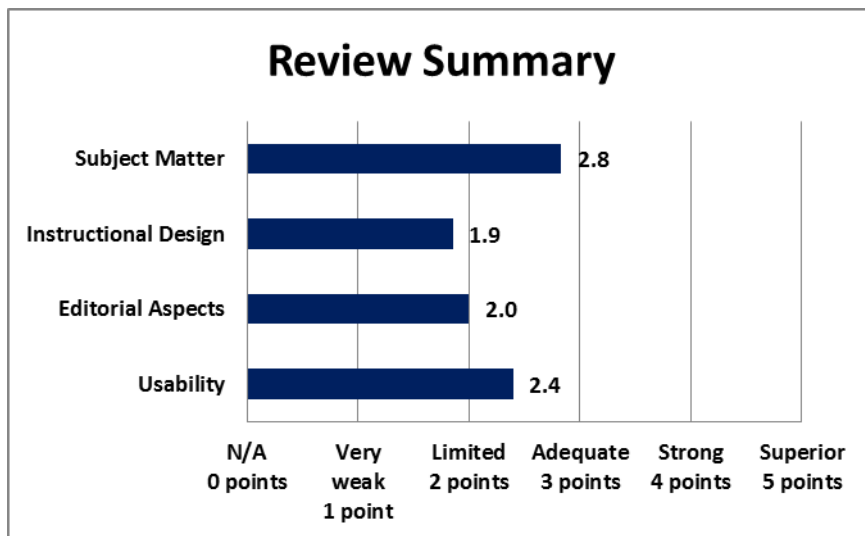 Review Summary
Subject Matter
2.8
Instructional Design
1.9
Editorial Aspects
2.0
Usability
2.4
N/A
0 points
Very
weak
1 point
Limited
2 points
Adequate
3 points
Strong
4 points
Superior
5 points